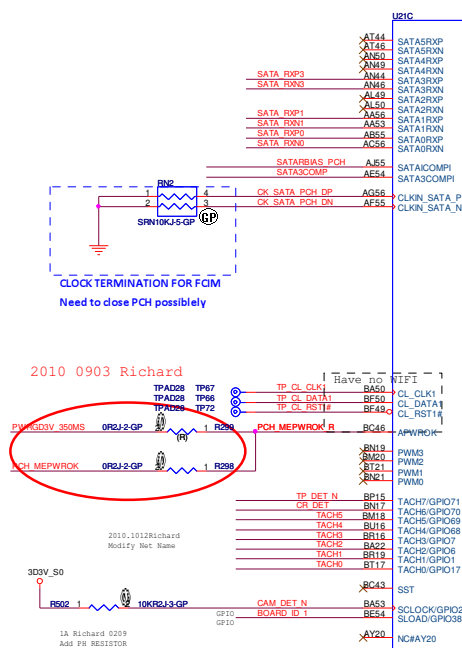 U21C
AT44 SATA5RXP
AT46 SATA5RXN
AN50 SATA4RXP
AN49 SATA4RXN
SATA_RXP3 AN44 SATA3RXP
SATA_RXN3 AN46 SATA3RXN
AL49 SATA2RXP
AL50 SATA2RXN
SATA_RXP1 AA56 SATA1RXP
SATA_RXN1 AA53 SATA1RXN
SATA_RXP0 AB55 SATA0RXP
SATA_RXN0 AC56 SATA0RXN
SATARBIAS_PCH AJ55 SATAICOMPI
SATA3COMP AE54 SATA3COMPI
RN2
1 4 CK_SATA_PCH_DP AG56 CLKIN_SATA_P
2 3 CK_SATA_PCH_DN AF55 CLKIN_SATA_N
SRN10KJ-5-GP
GP
CLOCK TERMINATION FOR FCIM
Need to close PCH possiblely
2010 0903 Richard
Have no WIFI
TPAD28 TP67 TP_CL_CLK1 BA50 CL_CLK1
TPAD28 TP66 TP_CL_DATA1 BF50 CL_DATA1
TPAD28 TP72 TP_CL_RST1# BF49 CL_RST1#
PWRGD3V_350MS 0R2J-2-GP 1 R299 PCH_MEPWROK_R BC46 APWROK
(R)
BN19 PWM3
BM20 PWM2
PCH_MEPWROK 0R2J-2-GP 1 R298 BT21 PWM1
BN21 PWM0
TP_DET_N BP15 TACH7/GPIO71
CR_DET BN17 TACH6/GPIO70
TACH5 BM18 TACH5/GPIO69
TACH4 BU16 TACH4/GPIO68
TACH3 BR16 TACH3/GPIO7
TACH2 BA22 TACH2/GPIO6
TACH1 BR19 TACH1/GPIO1
TACH0 BT17 TACH0/GPIO17
2010.1012Richard
Modify Net Name
3D3V_S0
BC43 SST
R502 1 2 10KR2J-3-GP CAM_DET_N BA53 SCLOCK/GPIO2
GPIO BOARD_ID_1 BE54 SLOAD/GPIO38
GPIO
1A Richard 0209
Add PH RESISTOR
AY20 NC#AY20